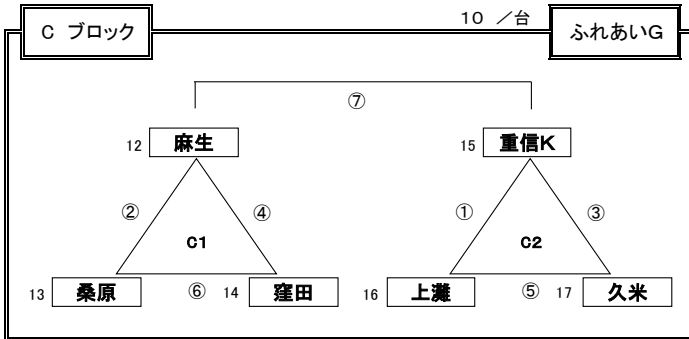 C ブロック
10 ／台
ふれあいG
⑦
12 麻生
15 重信K
② ④
① ③
C1
C2
13 桑原 ⑥ 14 窪田
16 上灘 ⑤ 17 久米